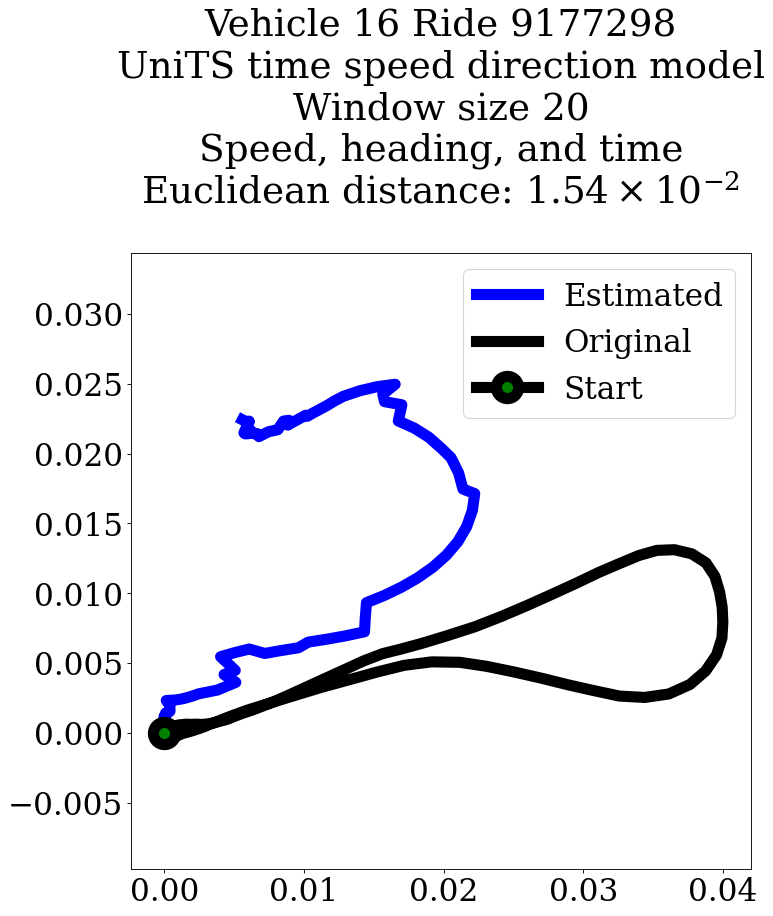 Vehicle 16 Ride 9177298
UniTS time speed direction model
Window size 20
Speed, heading, and time
Euclidean distance: $1.54 \times 10^{-2}$
Estimated
Original
Start
0.030
0.025
0.020
0.015
0.010
0.005
0.000
−0.005
0.00 0.01 0.02 0.03 0.04